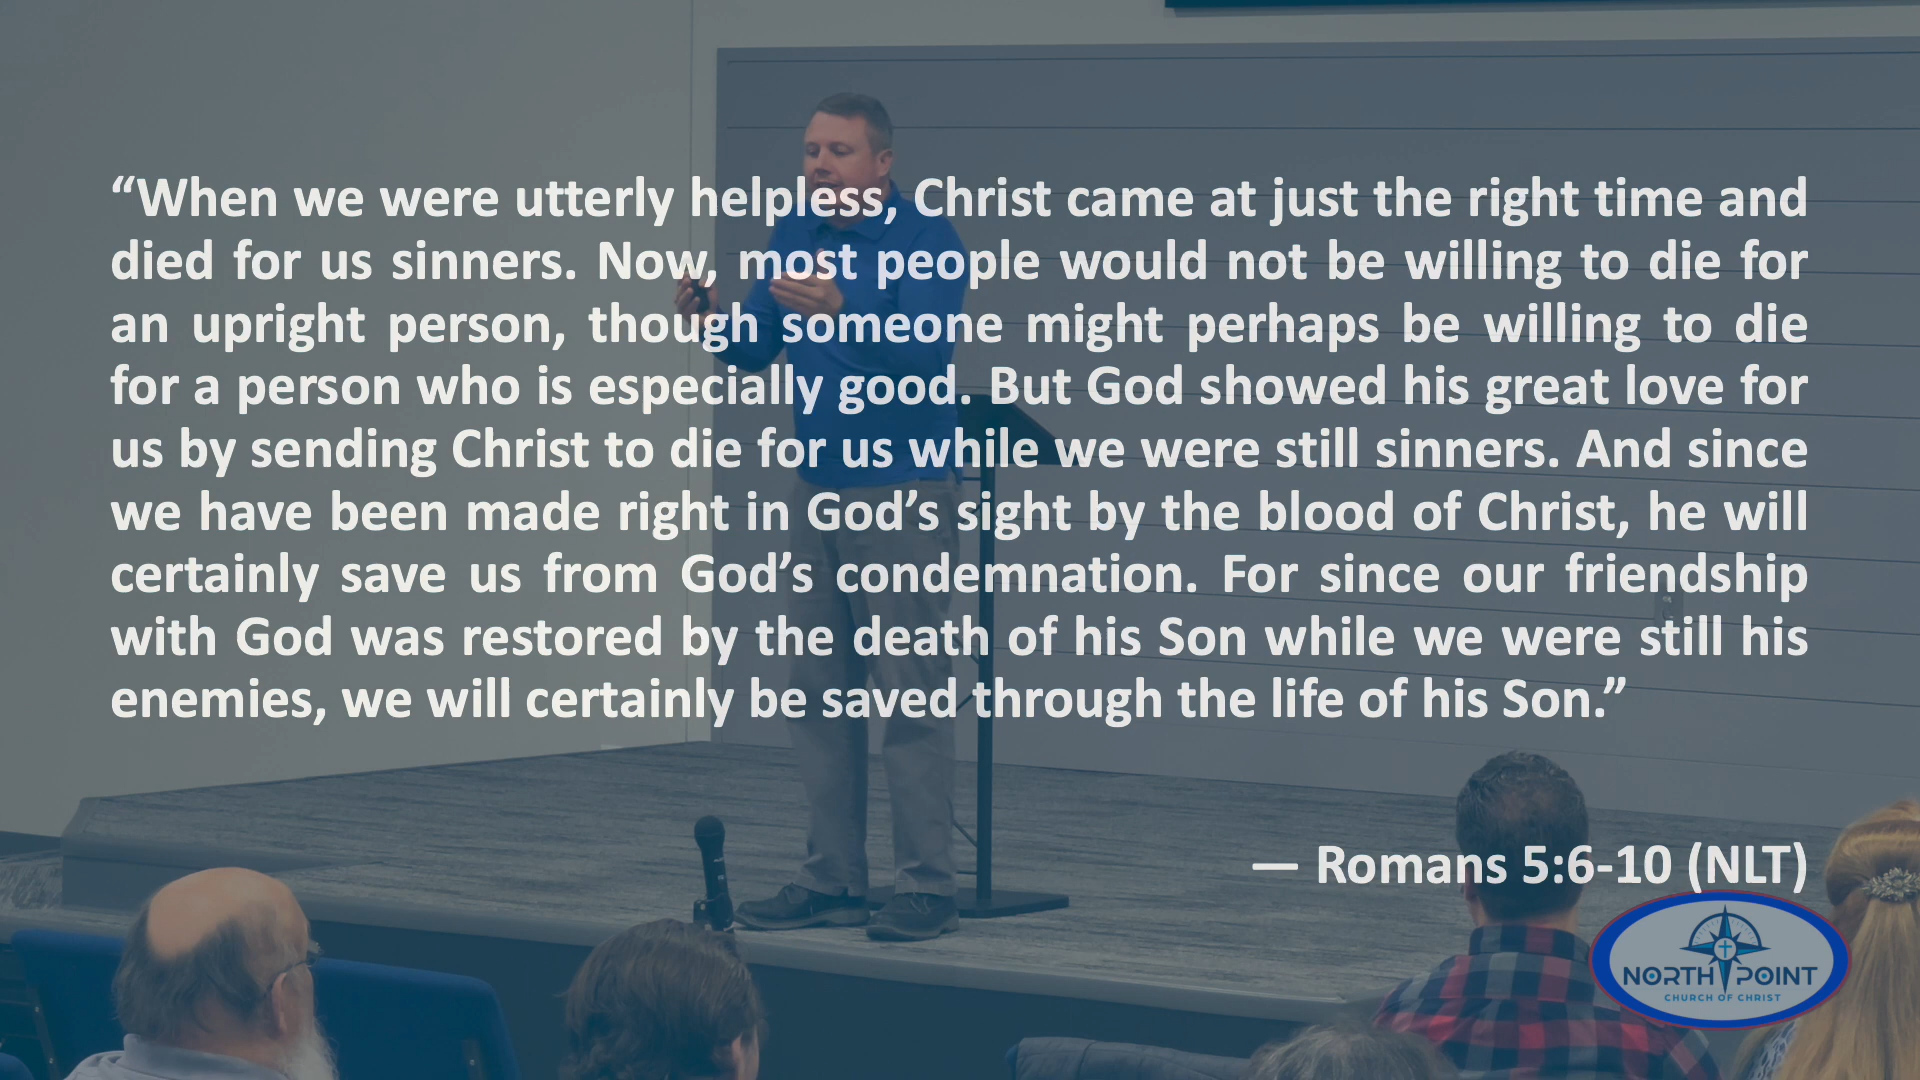 “When we were utterly helpless, Christ came at just the right time and
died for us sinners. Now, most people would not be willing to die for
an upright person, though someone might perhaps be willing to die
for a person who is especially good. But God showed his great love for
us by sending Christ to die for us while we were still sinners. And since
we have been made right in God’s sight by the blood of Christ, he will
certainly save us from God’s condemnation. For since our friendship
with God was restored by the death of his Son while we were still his
enemies, we will certainly be saved through the life of his Son.”
— Romans 5:6-10 (NLT)
NORTH POINT
CHURCH OF CHRIST